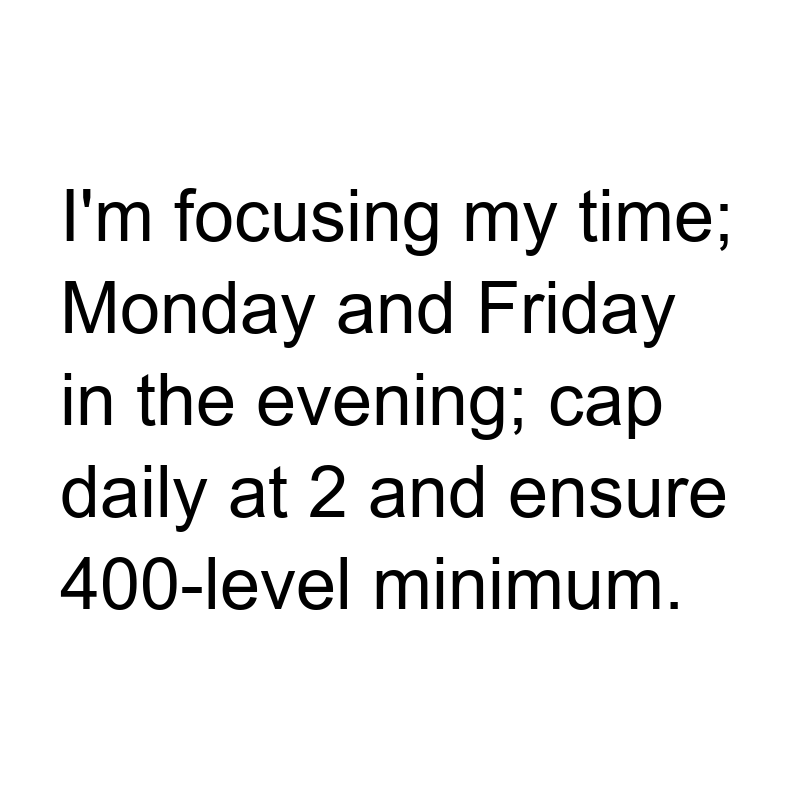 I'm focusing my time;
Monday and Friday
in the evening; cap
daily at 2 and ensure
400-level minimum.